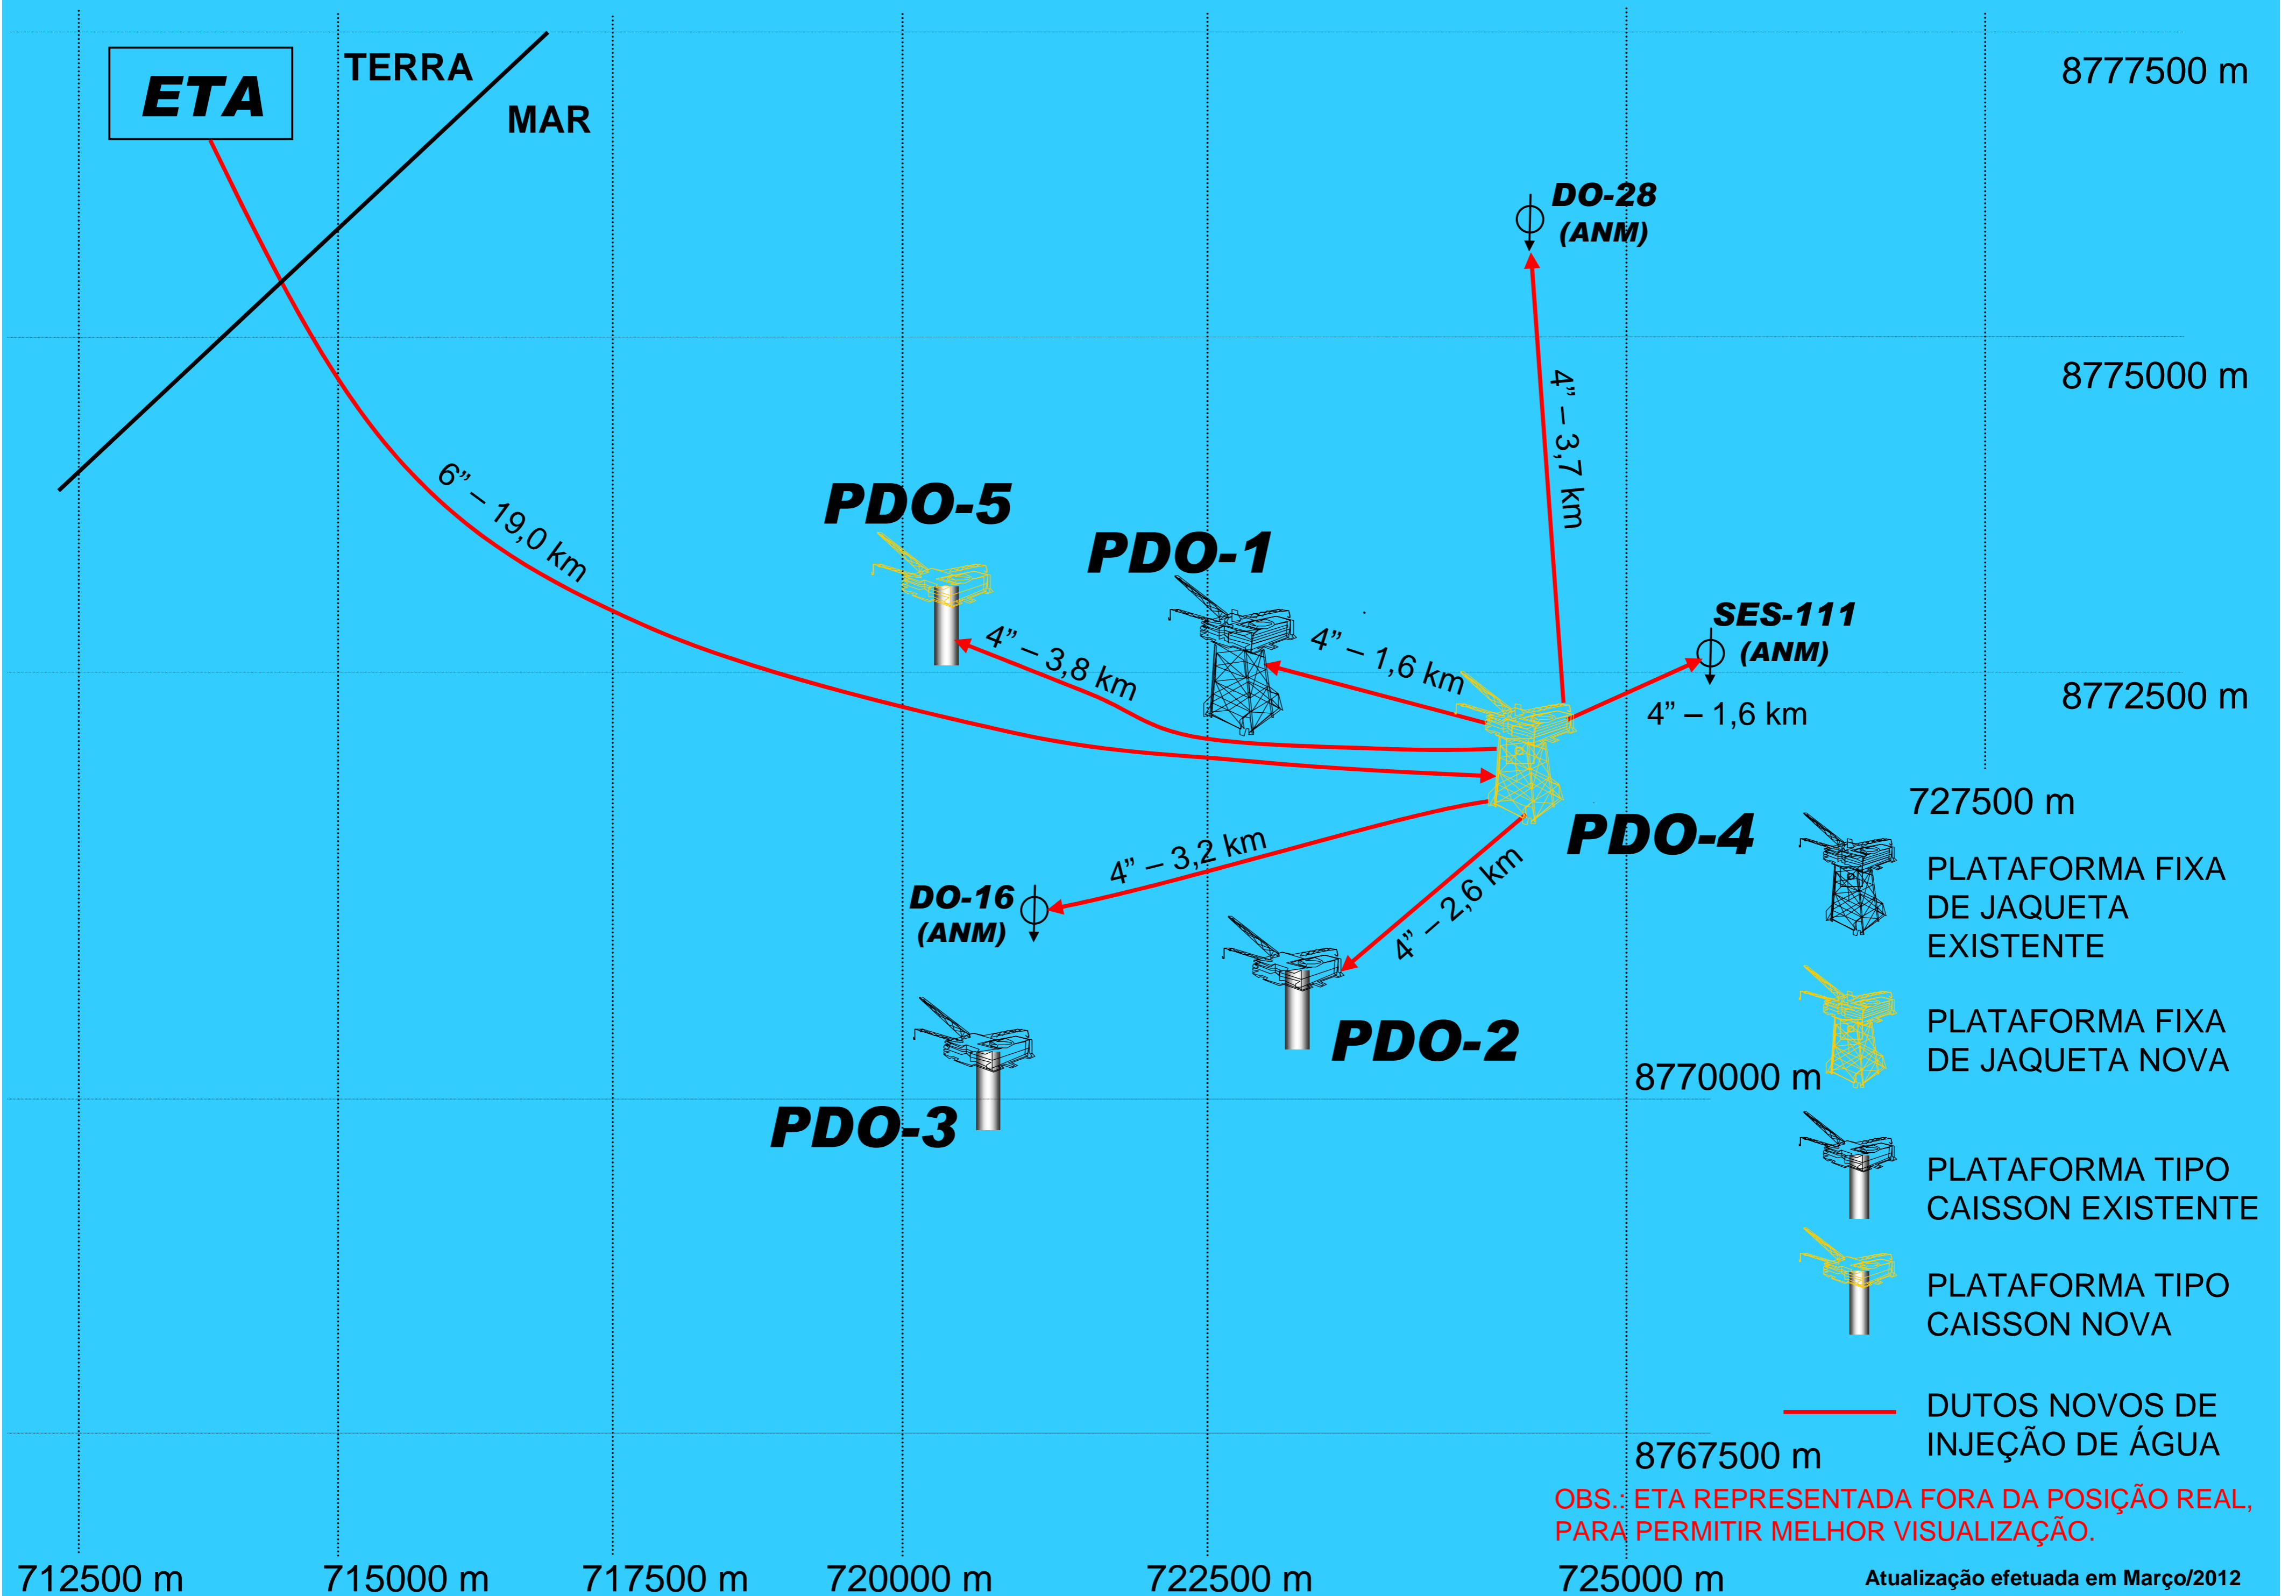 ETA
TERRA
MAR
8777500 m
DO-28
(ANM)
8775000 m
4” – 3,7 km
6” – 19,0 km
PDO-5
PDO-1
SES-111
(ANM)
4” – 3,8 km
4” – 1,6 km
4” – 1,6 km
8772500 m
727500 m
PDO-4
4” – 3,2 km
4” – 2,6 km
DO-16
(ANM)
PDO-2
PDO-3
8770000 m
PLATAFORMA FIXA
DE JAQUETA
EXISTENTE
PLATAFORMA FIXA
DE JAQUETA NOVA
PLATAFORMA TIPO
CAISSON EXISTENTE
PLATAFORMA TIPO
CAISSON NOVA
DUTOS NOVOS DE
INJEÇÃO DE ÁGUA
8767500 m
OBS.: ETA REPRESENTADA FORA DA POSIÇÃO REAL,
PARA PERMITIR MELHOR VISUALIZAÇÃO.
712500 m
715000 m
717500 m
720000 m
722500 m
725000 m
Atualização efetuada em Março/2012